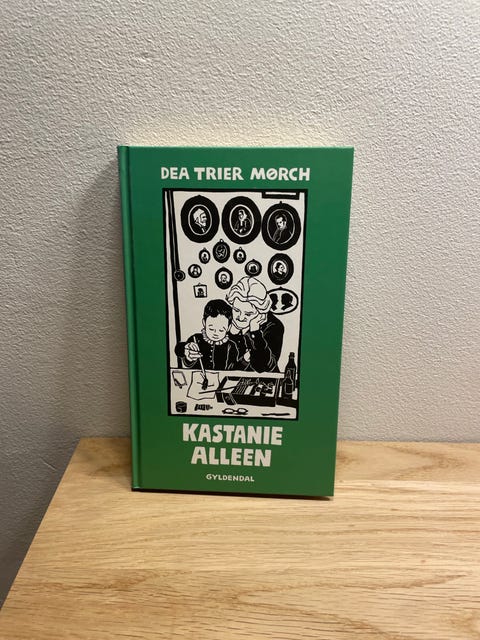 DEA TRIER MØRCH
KASTANIE
ALLEEN
GYLDENDAL